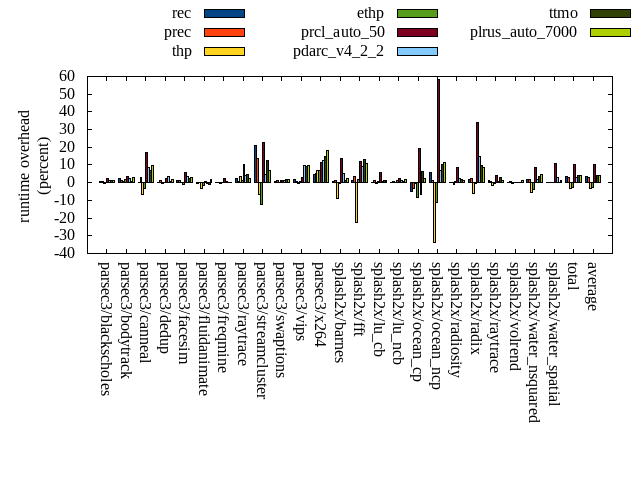 rec ethp ttmo
prec prcl_auto_50 plrus_auto_7000
thp pdarc_v4_2_2
runtime overhead
(percent)
60
50
40
30
20
10
0
-10
-20
-30
-40
parsec3/blackscholes
parsec3/bodytrack
parsec3/canneal
parsec3/dedup
parsec3/facesim
parsec3/fluidanimate
parsec3/freqmine
parsec3/raytrace
parsec3/streamcluster
parsec3/swaptions
parsec3/vips
parsec3/x264
splash2x/barnes
splash2x/fft
splash2x/lu_cb
splash2x/lu_ncb
splash2x/ocean_cp
splash2x/ocean_ncp
splash2x/radiosity
splash2x/radix
splash2x/raytrace
splash2x/volrend
splash2x/water_nsquared
splash2x/water_spatial
total
average